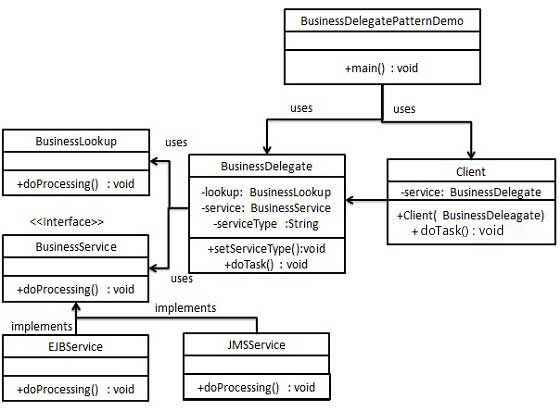 BusinessDelegatePatternDemo
+main() : void
uses
uses
BusinessLookup
+doProcessing() : void
uses
BusinessDelegate
-lookup: BusinessLookup
-service: BusinessService
-serviceType :String
+setServiceType():void
+doTask() : void
Client
-service: BusinessDelegate
+Client( BusinessDeleagate)
+ doTask() : void
<<Interface>>
BusinessService
+doProcessing() : void
uses
implements
implements
EJBService
+doProcessing() : void
JMSService
+doProcessing() : void